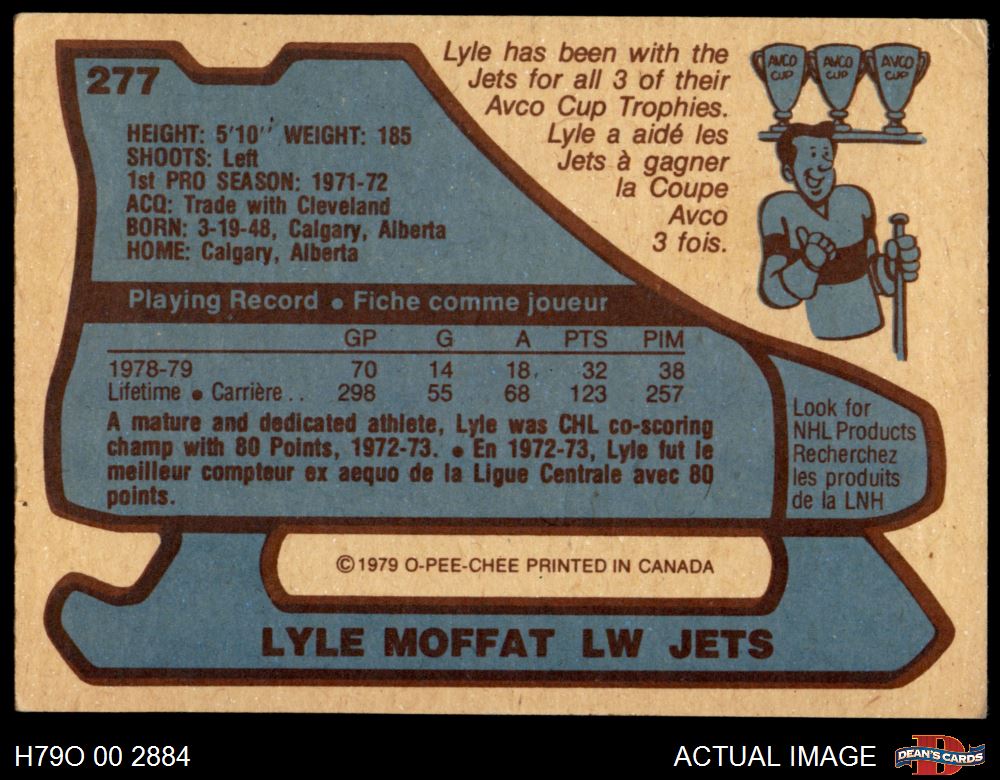 277
Lyle has been with the
Jets for all 3 of their
Avco Cup Trophies.
Lyle a aidé les
Jets à gagner
la Coupe
Avco
3 fois.
AVCO CUP
AVCO CUP
AVCO CUP
HEIGHT: 5'10'' WEIGHT: 185
SHOOTS: Left
1st PRO SEASON: 1971-72
ACQ: Trade with Cleveland
BORN: 3-19-48, Calgary, Alberta
HOME: Calgary, Alberta
Playing Record • Fiche comme joueur
GP G A PTS PIM
1978-79 70 14 18 32 38
Lifetime • Carrière .. 298 55 68 123 257
A mature and dedicated athlete, Lyle was CHL co-scoring
champ with 80 Points, 1972-73. • En 1972-73, Lyle fut le
meilleur compteur ex aequo de la Ligue Centrale avec 80
points.
Look for
NHL Products
Recherchez
les produits
de la LNH
©1979 O-PEE-CHEE PRINTED IN CANADA
LYLE MOFFAT LW JETS
H79O 00 2884
ACTUAL IMAGE
D
DEAN'S CARDS